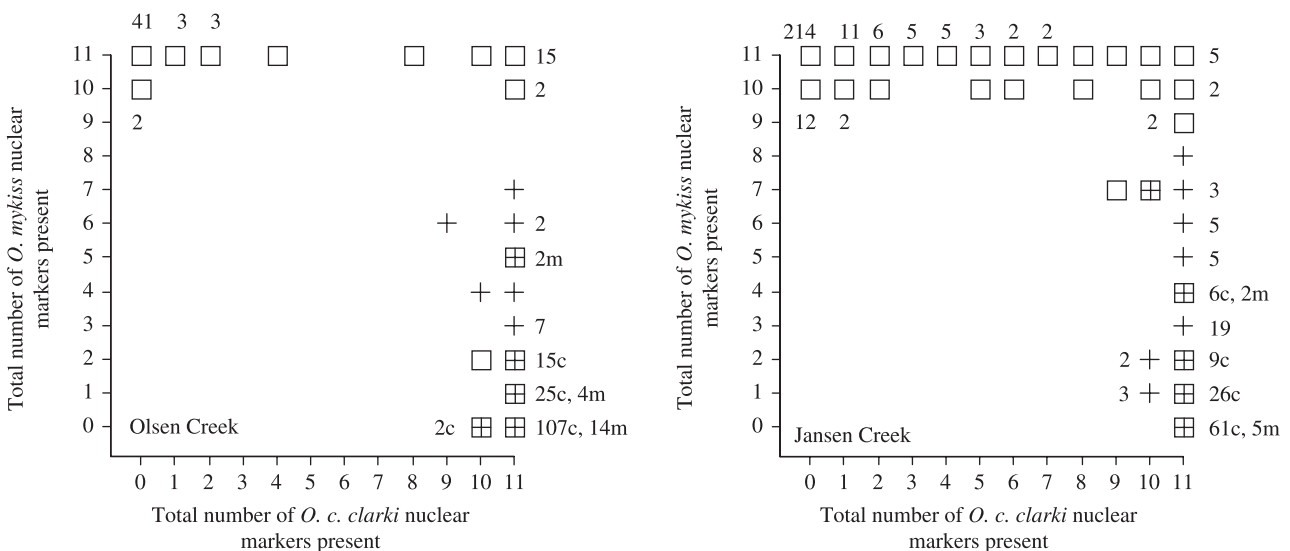 41 3 3
11 15
10 2
9 2
8
7
6 2
5 2m
4
3 7
2 15c
1 25c, 4m
0 Olsen Creek 2c 107c, 14m
0 1 2 3 4 5 6 7 8 9 10 11
Total number of O. c. clarki nuclear
markers present
Total number of O. mykiss nuclear
markers present
214 11 6 5 5 3 2 2
11 5
10 2
9 12 2 2
8
7 3
6 5
5 5
4 6c, 2m
3 19
2 2 9c
1 3 26c
0 61c, 5m
Jansen Creek
0 1 2 3 4 5 6 7 8 9 10 11
Total number of O. c. clarki nuclear
markers present
Total number of O. mykiss nuclear
markers present